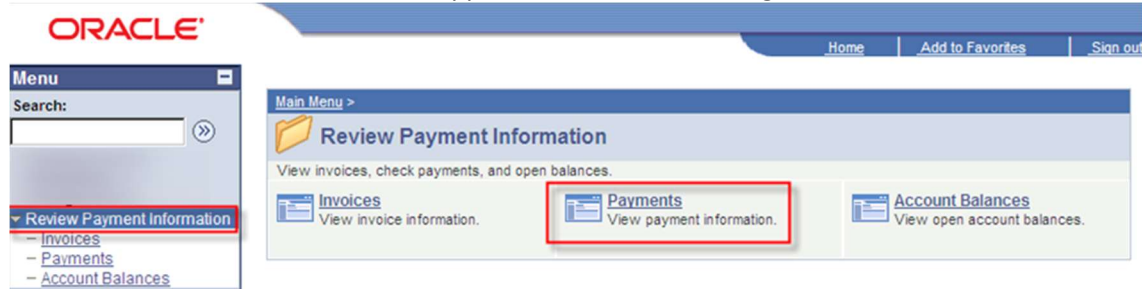 ORACLE
Home
Add to Favorites
Sign out
Menu
Search:
Review Payment Information
– Invoices
– Payments
– Account Balances
Main Menu >
Review Payment Information
View invoices, check payments, and open balances.
Invoices
View invoice information.
Payments
View payment information.
Account Balances
View open account balances.